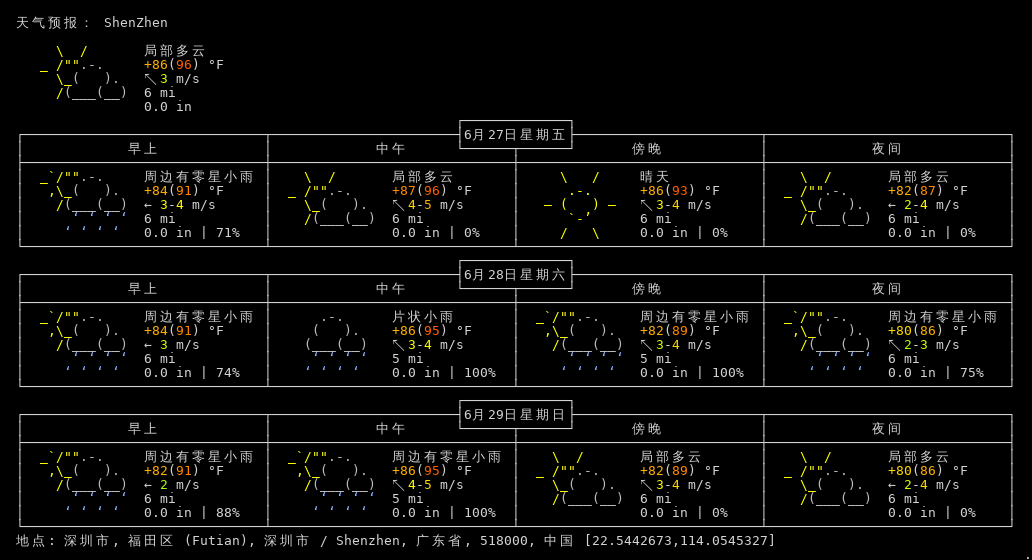 天气预报： ShenZhen
局部多云
+86(96) °F
↖ 3 m/s
6 mi
0.0 in
6月27日星期五
早上 中午 傍晚 夜间
周边有零星小雨 局部多云 晴天 局部多云
+84(91) °F +87(96) °F +86(93) °F +82(87) °F
← 3-4 m/s ↖ 4-5 m/s ↖ 3-4 m/s ← 2-4 m/s
6 mi 6 mi 6 mi 6 mi
0.0 in | 71% 0.0 in | 0% 0.0 in | 0% 0.0 in | 0%
6月28日星期六
早上 中午 傍晚 夜间
周边有零星小雨 片状小雨 周边有零星小雨 周边有零星小雨
+84(91) °F +86(95) °F +82(89) °F +80(86) °F
← 3 m/s ↖ 3-4 m/s ↖ 3-4 m/s ↖ 2-3 m/s
6 mi 5 mi 5 mi 6 mi
0.0 in | 74% 0.0 in | 100% 0.0 in | 100% 0.0 in | 75%
6月29日星期日
早上 中午 傍晚 夜间
周边有零星小雨 周边有零星小雨 局部多云 局部多云
+82(91) °F +86(95) °F +82(89) °F +80(86) °F
← 2 m/s ↖ 4-5 m/s ↖ 3-4 m/s ← 2-4 m/s
6 mi 5 mi 6 mi 6 mi
0.0 in | 88% 0.0 in | 100% 0.0 in | 0% 0.0 in | 0%
地点: 深圳市, 福田区 (Futian), 深圳市 / Shenzhen, 广东省, 518000, 中国 [22.5442673,114.0545327]